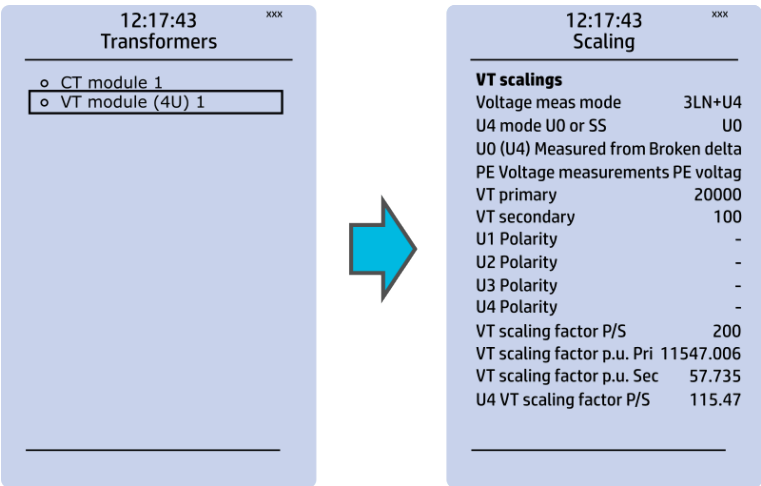 12:17:43 xxx
Transformers
CT module 1
VT module (4U) 1
12:17:43 xxx
Scaling
VT scalings
Voltage meas mode 3LN+U4
U4 mode U0 or SS U0
U0 (U4) Measured from Broken delta
PE Voltage measurements PE voltag
VT primary 20000
VT secondary 100
U1 Polarity -
U2 Polarity -
U3 Polarity -
U4 Polarity -
VT scaling factor P/S 200
VT scaling factor p.u. Pri 11547.006
VT scaling factor p.u. Sec 57.735
U4 VT scaling factor P/S 115.47